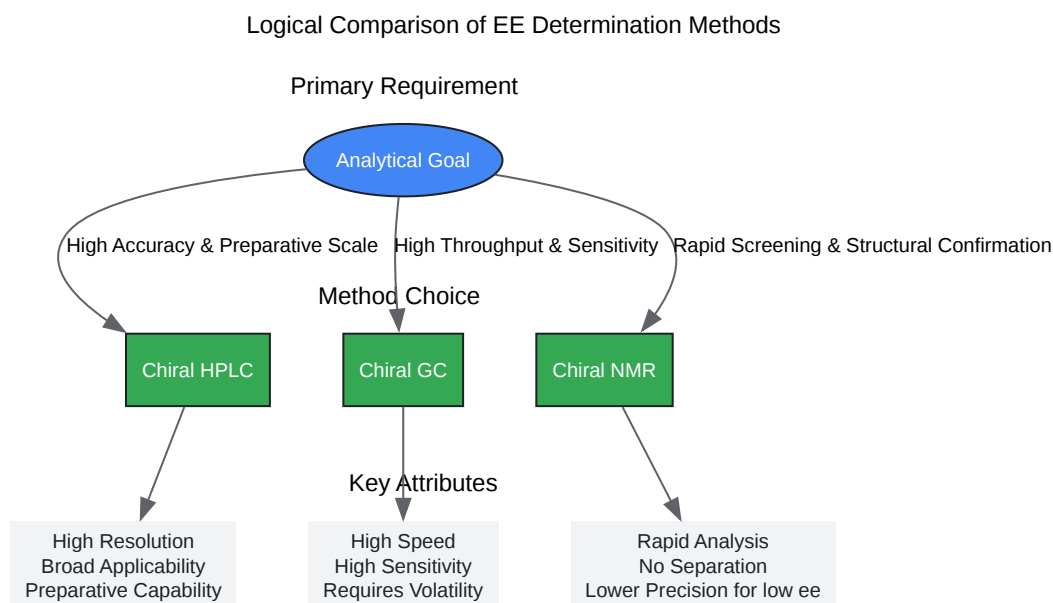 Logical Comparison of EE Determination Methods
Primary Requirement
Analytical Goal
High Accuracy & Preparative Scale
High Throughput & Sensitivity
Rapid Screening & Structural Confirmation
Method Choice
Chiral HPLC
Chiral GC
Chiral NMR
Key Attributes
High Resolution
Broad Applicability
Preparative Capability
High Speed
High Sensitivity
Requires Volatility
Rapid Analysis
No Separation
Lower Precision for low ee